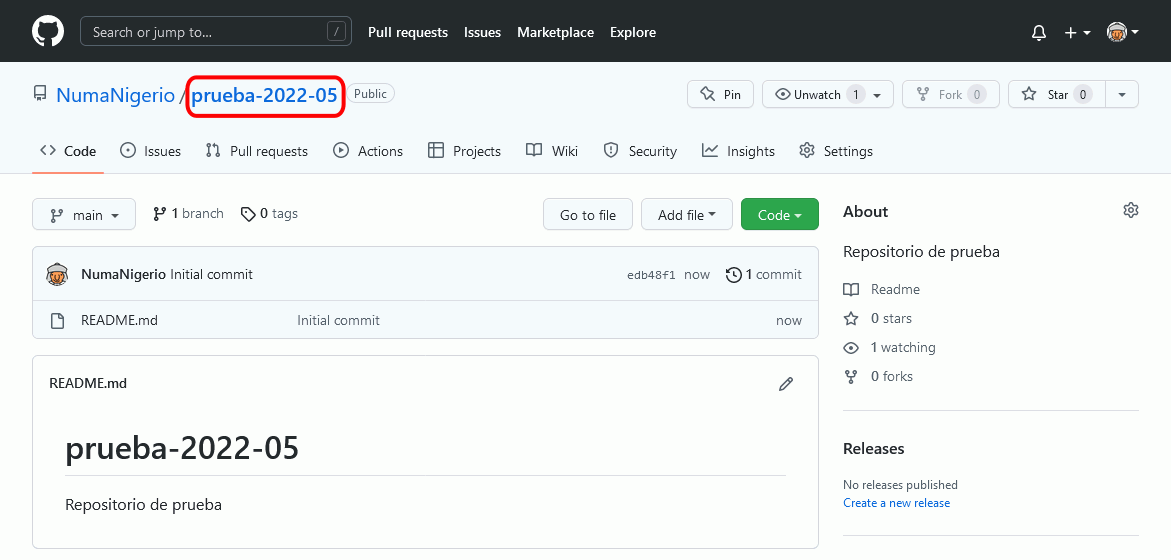 Search or jump to... / Pull requests Issues Marketplace Explore
NumaNigerio / prueba-2022-05 Public Pin Unwatch 1 Fork 0 Star 0
Code Issues Pull requests Actions Projects Wiki Security Insights Settings
main 1 branch 0 tags Go to file Add file Code
NumaNigerio Initial commit edb48f1 now 1 commit
README.md Initial commit now
README.md
prueba-2022-05
Repositorio de prueba
About
Repositorio de prueba
Readme
0 stars
1 watching
0 forks
Releases
No releases published
Create a new release